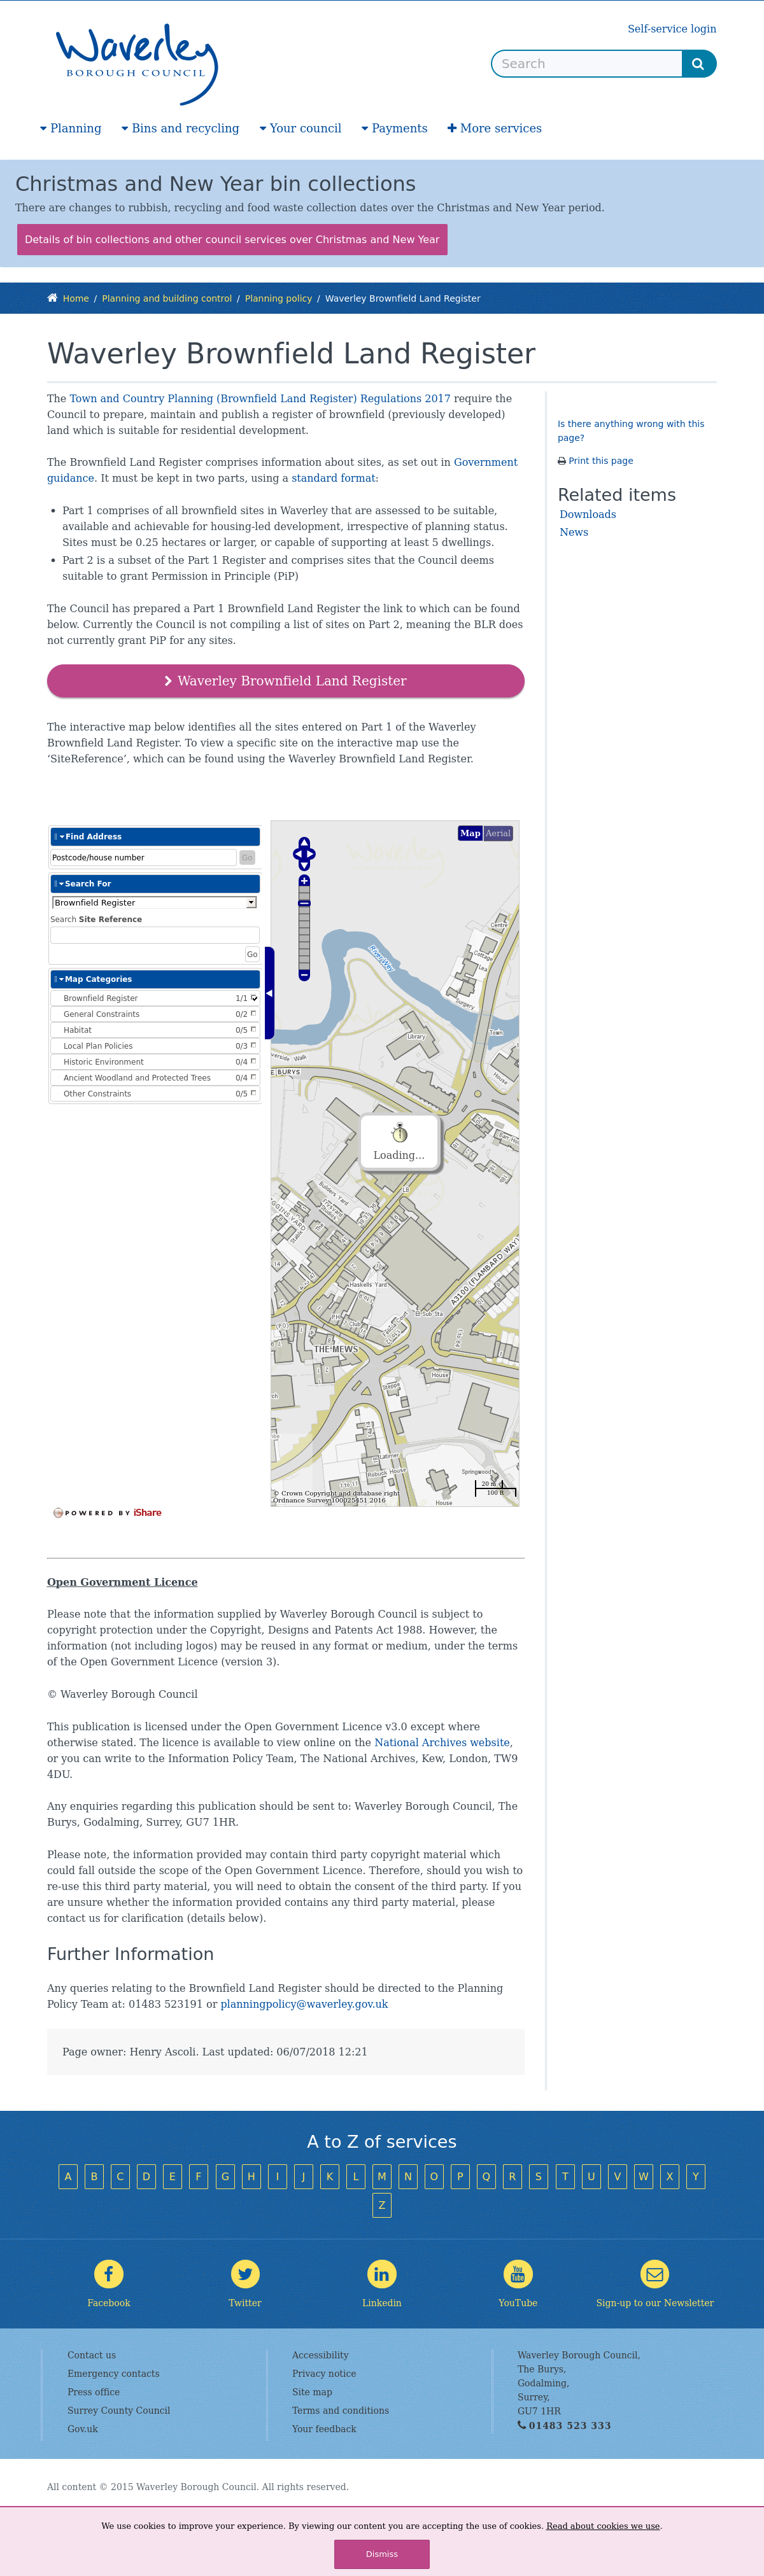 Self-service login
Waverley
BOROUGH COUNCIL
Search
Planning
Bins and recycling
Your council
Payments
More services
Christmas and New Year bin collections
There are changes to rubbish, recycling and food waste collection dates over the Christmas and New Year period.
Details of bin collections and other council services over Christmas and New Year
Home / Planning and building control / Planning policy / Waverley Brownfield Land Register
Waverley Brownfield Land Register
The Town and Country Planning (Brownfield Land Register) Regulations 2017 require the
Council to prepare, maintain and publish a register of brownfield (previously developed)
land which is suitable for residential development.
The Brownfield Land Register comprises information about sites, as set out in Government
guidance. It must be kept in two parts, using a standard format:
• Part 1 comprises of all brownfield sites in Waverley that are assessed to be suitable,
available and achievable for housing-led development, irrespective of planning status.
Sites must be 0.25 hectares or larger, or capable of supporting at least 5 dwellings.
• Part 2 is a subset of the Part 1 Register and comprises sites that the Council deems
suitable to grant Permission in Principle (PiP)
The Council has prepared a Part 1 Brownfield Land Register the link to which can be found
below. Currently the Council is not compiling a list of sites on Part 2, meaning the BLR does
not currently grant PiP for any sites.
Waverley Brownfield Land Register
The interactive map below identifies all the sites entered on Part 1 of the Waverley
Brownfield Land Register. To view a specific site on the interactive map use the
‘SiteReference’, which can be found using the Waverley Brownfield Land Register.
Is there anything wrong with this
page?
Print this page
Related items
Downloads
News
Find Address
Postcode/house number
Go
Search For
Brownfield Register
Search Site Reference
Go
Map Categories
Brownfield Register 1/1
General Constraints 0/2
Habitat 0/5
Local Plan Policies 0/3
Historic Environment 0/4
Ancient Woodland and Protected Trees 0/4
Other Constraints 0/5
Map
Aerial
Centre
River Wey
Cottage
Lea
Surgery
Library
Town
House
E BURYS
Loading...
Builders Yard
LB
Haskells' Yard
A3100 (FLAMBARD WAY)
El Sub Sta
PH
Club
THE MEWS
House
Steppe
Latimer
Robuck House
Springwood
House
20 m
100 ft
© Crown Copyright and database right
Ordnance Survey 100025451 2016
POWERED BY iShare
Open Government Licence
Please note that the information supplied by Waverley Borough Council is subject to
copyright protection under the Copyright, Designs and Patents Act 1988. However, the
information (not including logos) may be reused in any format or medium, under the terms
of the Open Government Licence (version 3).
© Waverley Borough Council
This publication is licensed under the Open Government Licence v3.0 except where
otherwise stated. The licence is available to view online on the National Archives website,
or you can write to the Information Policy Team, The National Archives, Kew, London, TW9
4DU.
Any enquiries regarding this publication should be sent to: Waverley Borough Council, The
Burys, Godalming, Surrey, GU7 1HR.
Please note, the information provided may contain third party copyright material which
could fall outside the scope of the Open Government Licence. Therefore, should you wish to
re-use this third party material, you will need to obtain the consent of the third party. If you
are unsure whether the information provided contains any third party material, please
contact us for clarification (details below).
Further Information
Any queries relating to the Brownfield Land Register should be directed to the Planning
Policy Team at: 01483 523191 or planningpolicy@waverley.gov.uk
Page owner: Henry Ascoli. Last updated: 06/07/2018 12:21
A to Z of services
A B C D E F G H I J K L M N O P Q R S T U V W X Y
Z
Facebook
Twitter
Linkedin
YouTube
Sign-up to our Newsletter
Contact us
Emergency contacts
Press office
Surrey County Council
Gov.uk
Accessibility
Privacy notice
Site map
Terms and conditions
Your feedback
Waverley Borough Council,
The Burys,
Godalming,
Surrey,
GU7 1HR
01483 523 333
All content © 2015 Waverley Borough Council. All rights reserved.
We use cookies to improve your experience. By viewing our content you are accepting the use of cookies. Read about cookies we use.
Dismiss